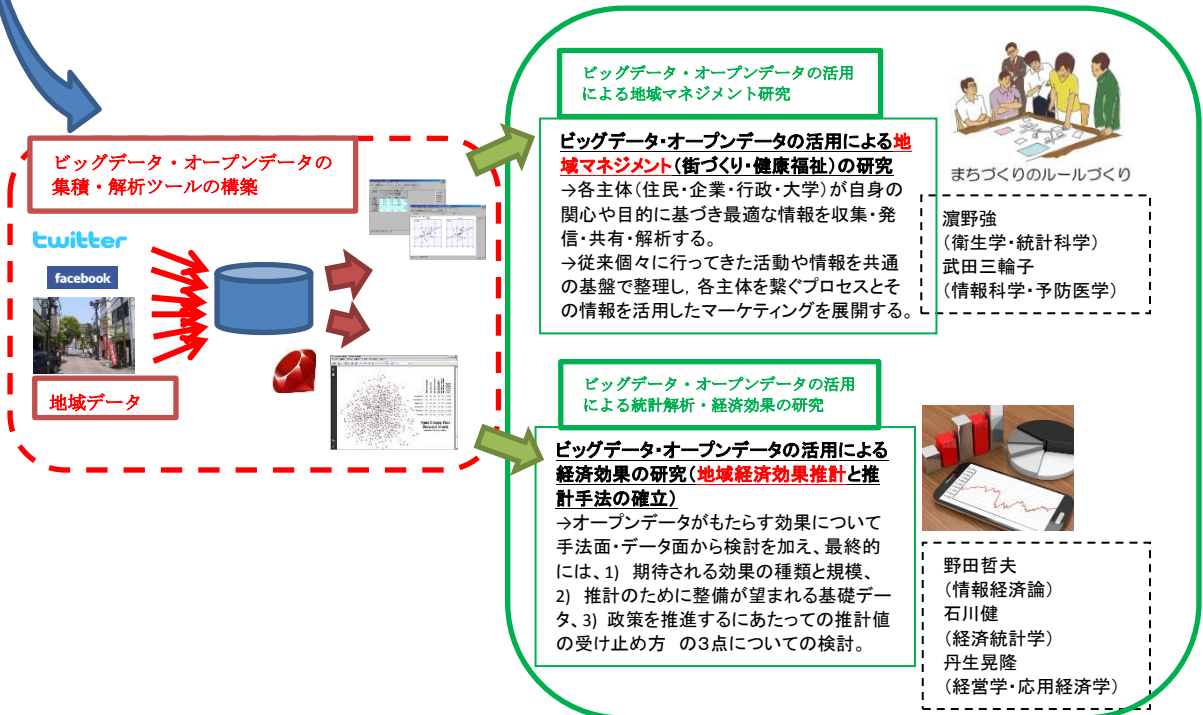 ビッグデータ・オープンデータの
集積・解析ツールの構築
twitter
facebook
地域データ
ビッグデータ・オープンデータの活用
による地域マネジメント研究
ビッグデータ・オープンデータの活用による地
域マネジメント(街づくり・健康福祉)の研究
→各主体(住民・企業・行政・大学)が自身の
関心や目的に基づき最適な情報を収集・発
信・共有・解析する。
→従来個々に行ってきた活動や情報を共通
の基盤で整理し, 各主体を繋ぐプロセスとそ
の情報を活用したマーケティングを展開する。
まちづくりのルールづくり
濵野強
(衛生学・統計科学)
武田三輪子
(情報科学・予防医学)
ビッグデータ・オープンデータの活用
による統計解析・経済効果の研究
ビッグデータ・オープンデータの活用による
経済効果の研究(地域経済効果推計と推
計手法の確立)
→オープンデータがもたらす効果について
手法面・データ面から検討を加え、最終的
には、1) 期待される効果の種類と規模、
2) 推計のために整備が望まれる基礎デー
タ、3) 政策を推進するにあたっての推計値
の受け止め方 の3点についての検討。
野田哲夫
(情報経済論)
石川健
(経済統計学)
丹生晃隆
(経営学・応用経済学)